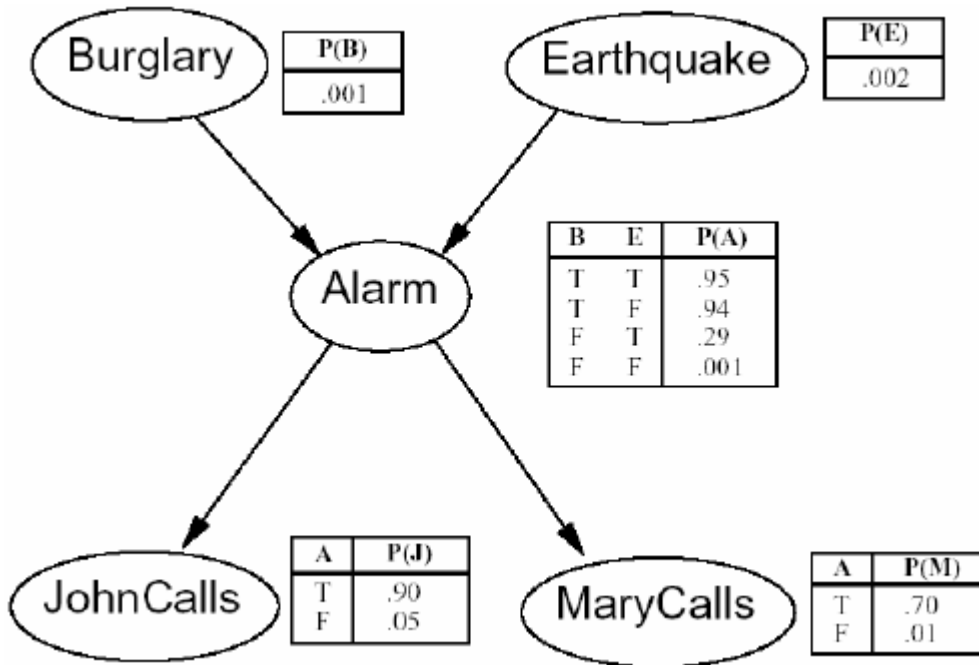 Burglary
P(B)
.001
Earthquake
P(E)
.002
Alarm
B E P(A)
T T .95
T F .94
F T .29
F F .001
JohnCalls
A P(J)
T .90
F .05
MaryCalls
A P(M)
T .70
F .01